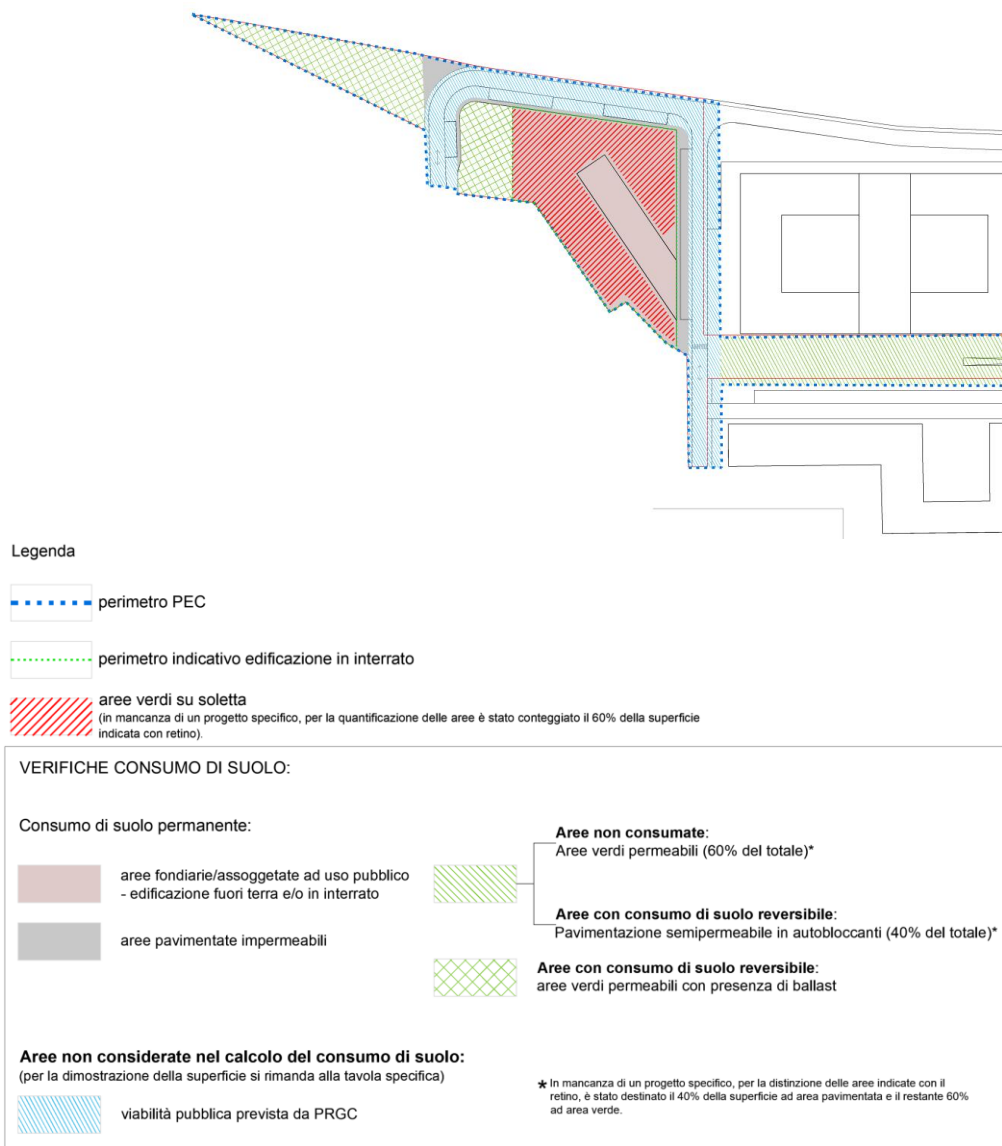 Legenda
perimetro PEC
perimetro indicativo edificazione in interrato
aree verdi su soletta
(in mancanza di un progetto specifico, per la quantificazione delle aree è stato conteggiato il 60% della superficie
indicata con retino).
VERIFICHE CONSUMO DI SUOLO:
Consumo di suolo permanente:
aree fondiarie/assoggetate ad uso pubblico
- edificazione fuori terra e/o in interrato
aree pavimentate impermeabili
Aree non consumate:
Aree verdi permeabili (60% del totale)*
Aree con consumo di suolo reversibile:
Pavimentazione semipermeabile in autobloccanti (40% del totale)*
Aree con consumo di suolo reversibile:
aree verdi permeabili con presenza di ballast
Aree non considerate nel calcolo del consumo di suolo:
(per la dimostrazione della superficie si rimanda alla tavola specifica)
viabilità pubblica prevista da PRGC
* In mancanza di un progetto specifico, per la distinzione delle aree indicate con il
retino, è stato destinato il 40% della superficie ad area pavimentata e il restante 60%
ad area verde.